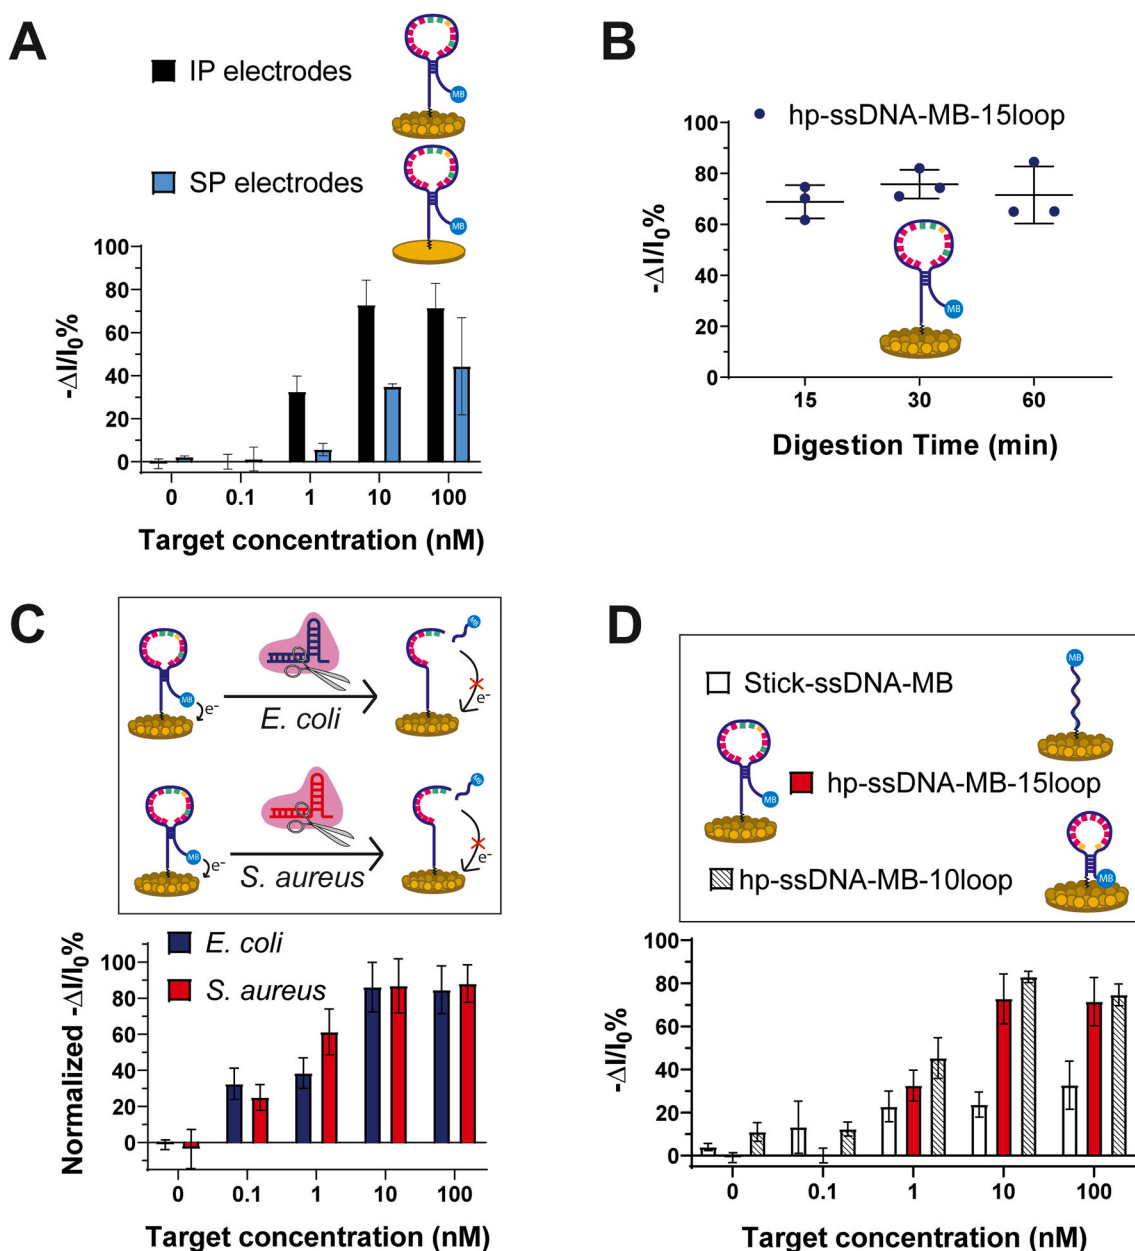 A
IP electrodes
MB
SP electrodes
MB
-ΔI/I₀%
100
80
60
40
20
0
0 0.1 1 10 100
Target concentration (nM)
B
hp-ssDNA-MB-15loop
-ΔI/I₀%
100
80
60
40
20
0
MB
15 30 60
Digestion Time (min)
C
MB
MB
e-
E. coli
e-
MB
MB
e-
S. aureus
e-
E. coli
S. aureus
Normalized -ΔI/I₀%
100
80
60
40
20
0
0 0.1 1 10 100
Target concentration (nM)
D
MB
Stick-ssDNA-MB
MB
hp-ssDNA-MB-15loop
hp-ssDNA-MB-10loop
MB
-ΔI/I₀%
100
80
60
40
20
0
0 0.1 1 10 100
Target concentration (nM)